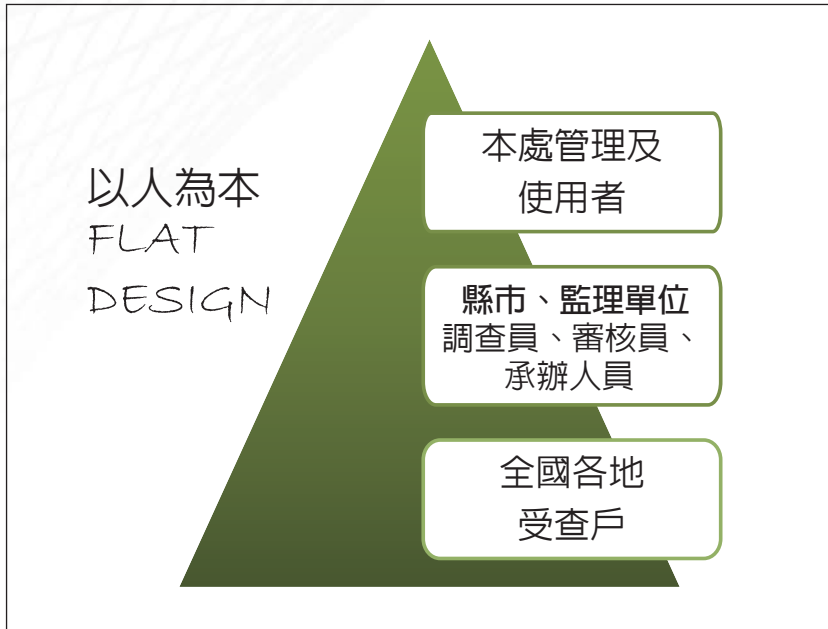 以人為本
FLAT
DESIGN
本處管理及
使用者
縣市、監理單位
調查員、審核員、
承辦人員
全國各地
受查戶